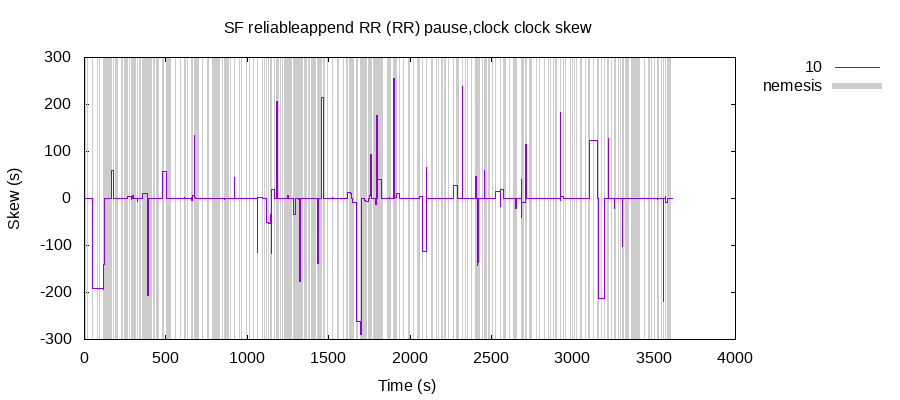 SF reliableappend RR (RR) pause,clock clock skew
300
200
100
0
-100
-200
-300
Skew (s)
0 500 1000 1500 2000 2500 3000 3500 4000
Time (s)
10
nemesis